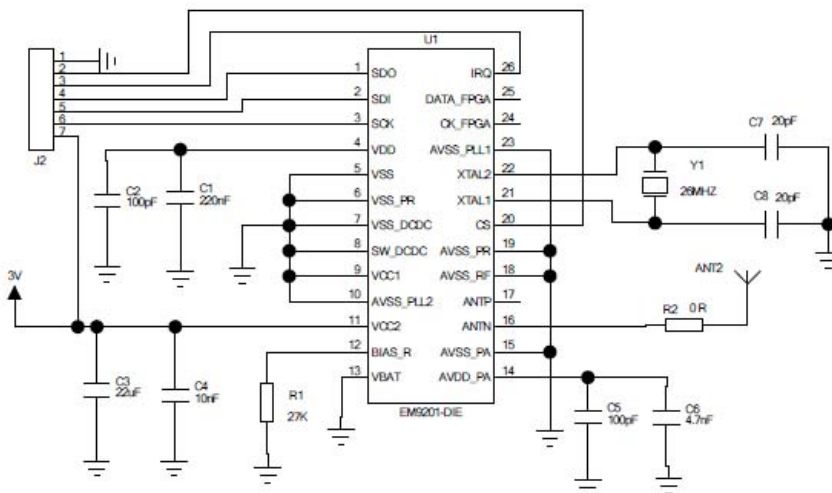 U1
1
2
3
4
5
6
7
J2
1 SDO
2 SDI
3 SCK
4 VDD
5 VSS
6 VSS_PR
7 VSS_DCDC
8 SW_DCDC
9 VCC1
10 AVSS_PLL2
11 VCC2
12 BIAS_R
13 VBAT
IRQ 26
DATA_FPGA 25
CK_FPGA 24
AVSS_PLL1 23
XTAL2 22
XTAL1 21
CS 20
AVSS_PR 19
AVSS_RF 18
ANTP 17
ANTN 16
AVSS_PA 15
AVDD_PA 14
EM9201-DIE
C2
100pF
C1
220nF
3V
C3
22uF
C4
10nF
R1
27K
C7 20pF
Y1
26MHZ
C8 20pF
ANT2
R2 0R
C5
100pF
C6
4.7nF